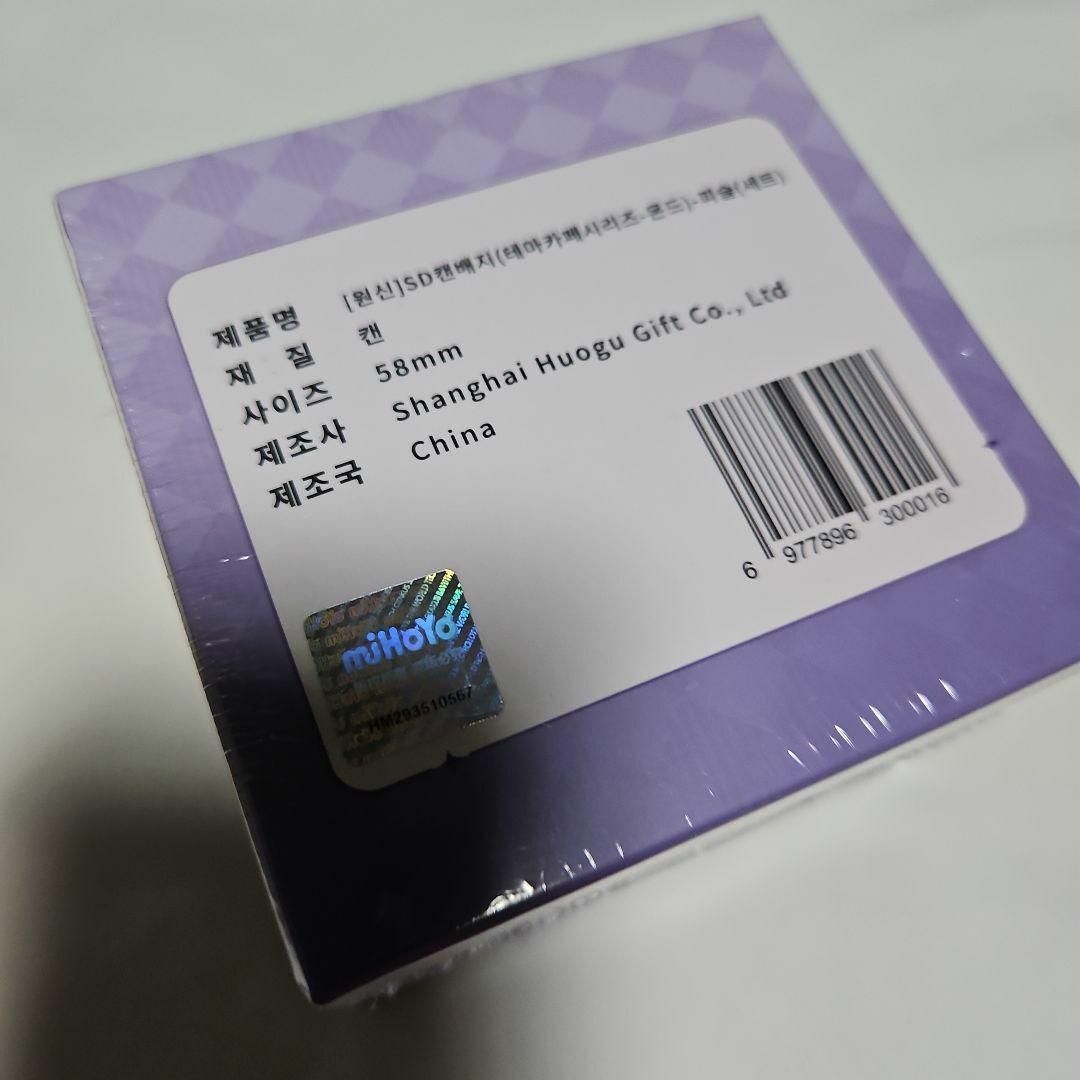 제품명 [원신]SD캔배지(테마카페시리즈-몬드)-피슬(세트)
재 질 캔
사이즈 58mm
제조사 Shanghai Huogu Gift Co., Ltd
제조국 China
6 977896 300016
miHoYo
HM293510567